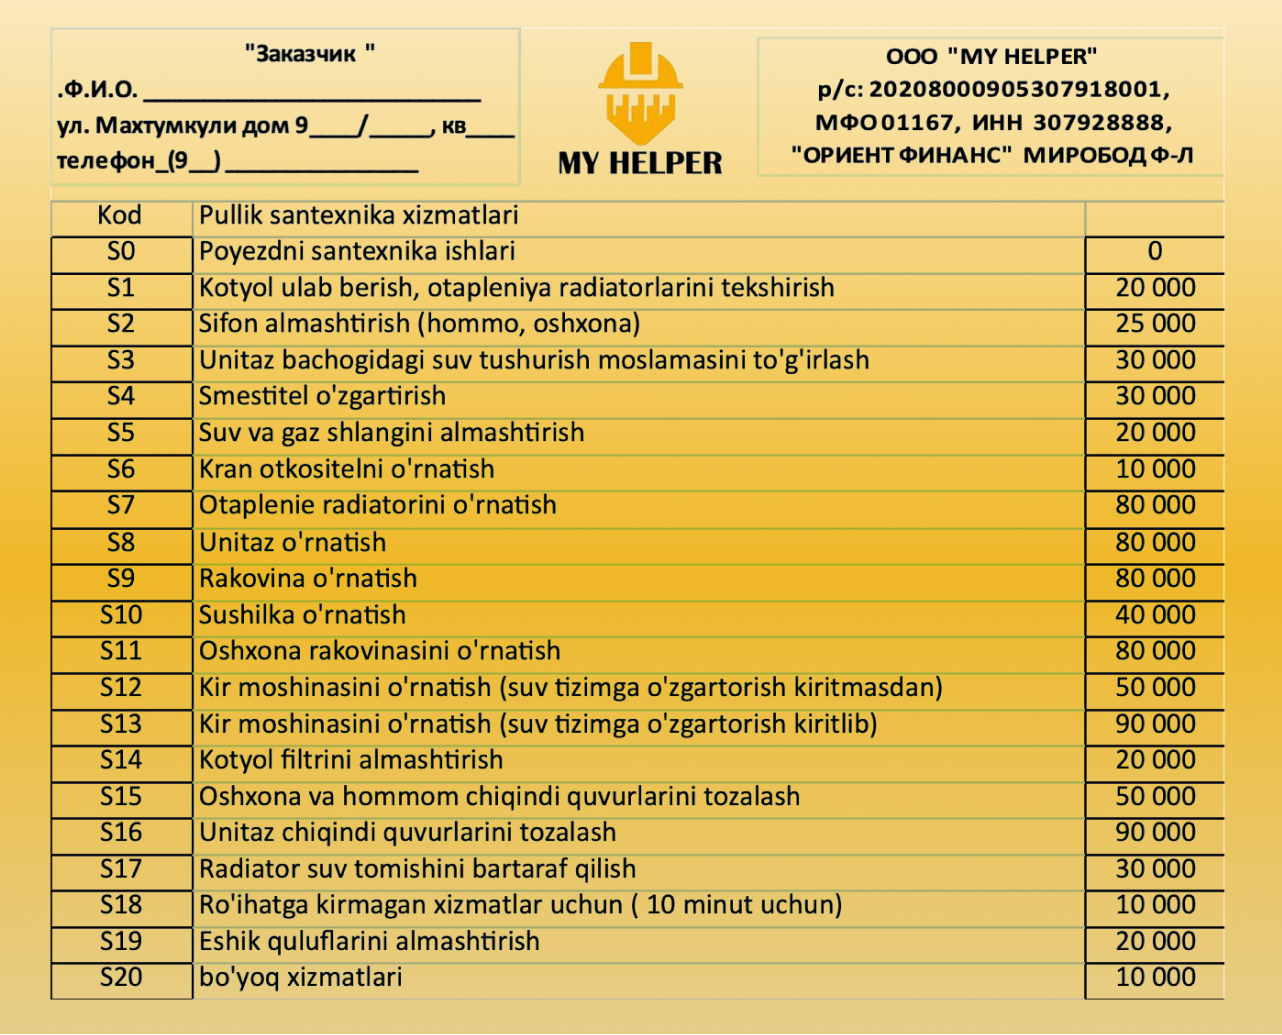 "Заказчик "
.Ф.И.О. ___________________________
ул. Махтумкули дом 9____/_____, кв____
телефон_(9__) ________________
MY HELPER
ООО "MY HELPER"
р/с: 20208000905307918001,
МФО 01167, ИНН 307928888,
"ОРИЕНТ ФИНАНС" МИРОБОД Ф-Л
Kod Pullik santexnika xizmatlari
S0 Poyezdni santexnika ishlari 0
S1 Kotyol ulab berish, otapleniya radiatorlarini tekshirish 20 000
S2 Sifon almashtirish (hommo, oshxona) 25 000
S3 Unitaz bachogidagi suv tushurish moslamasini to'g'irlash 30 000
S4 Smestitel o'zgartirish 30 000
S5 Suv va gaz shlangini almashtirish 20 000
S6 Kran otkositelni o'rnatish 10 000
S7 Otaplenie radiatorini o'rnatish 80 000
S8 Unitaz o'rnatish 80 000
S9 Rakovina o'rnatish 80 000
S10 Sushilka o'rnatish 40 000
S11 Oshxona rakovinasini o'rnatish 80 000
S12 Kir moshinasini o'rnatish (suv tizimga o'zgartorish kiritmasdan) 50 000
S13 Kir moshinasini o'rnatish (suv tizimga o'zgartorish kiritlib) 90 000
S14 Kotyol filtrini almashtirish 20 000
S15 Oshxona va hommom chiqindi quvurlarini tozalash 50 000
S16 Unitaz chiqindi quvurlarini tozalash 90 000
S17 Radiator suv tomishini bartaraf qilish 30 000
S18 Ro'ihatga kirmagan xizmatlar uchun ( 10 minut uchun) 10 000
S19 Eshik quluflarini almashtirish 20 000
S20 bo'yoq xizmatlari 10 000